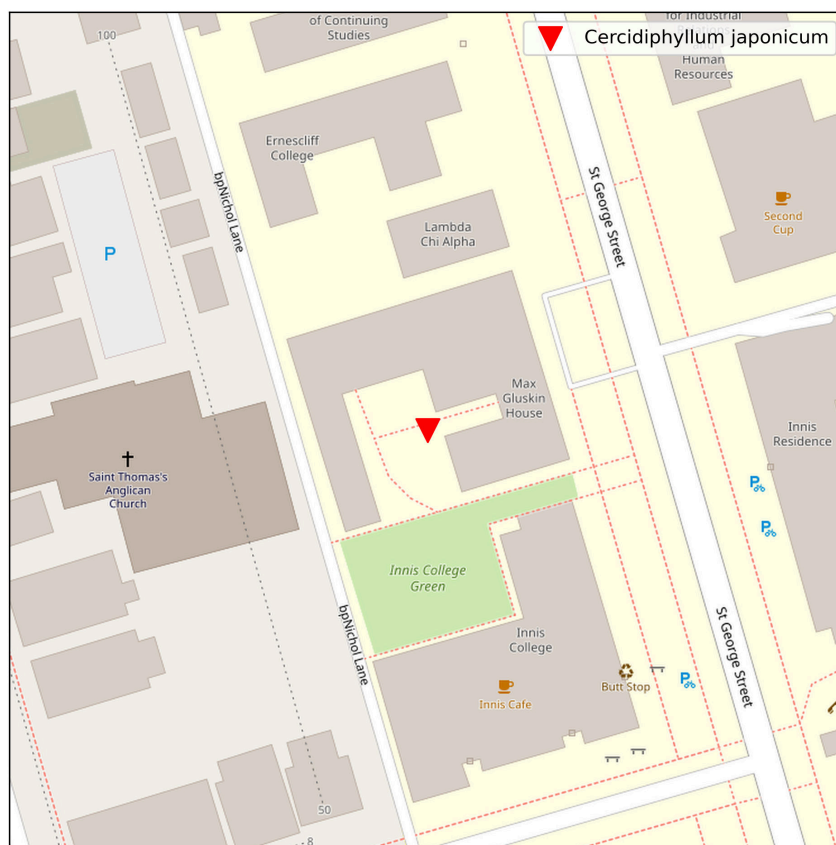 100
of Continuing
Studies
for Industrial
Human
Resources
Cercidiphyllum japonicum
Ernescliff
College
bpNichol Lane
St George Street
Second
Cup
Lambda
Chi Alpha
P
Max
Gluskin
House
Innis
Residence
Saint Thomas's
Anglican
Church
P
P
Innis College
Green
bpNichol Lane
Innis
College
St George Street
Butt Stop
P
Innis Cafe
50
8